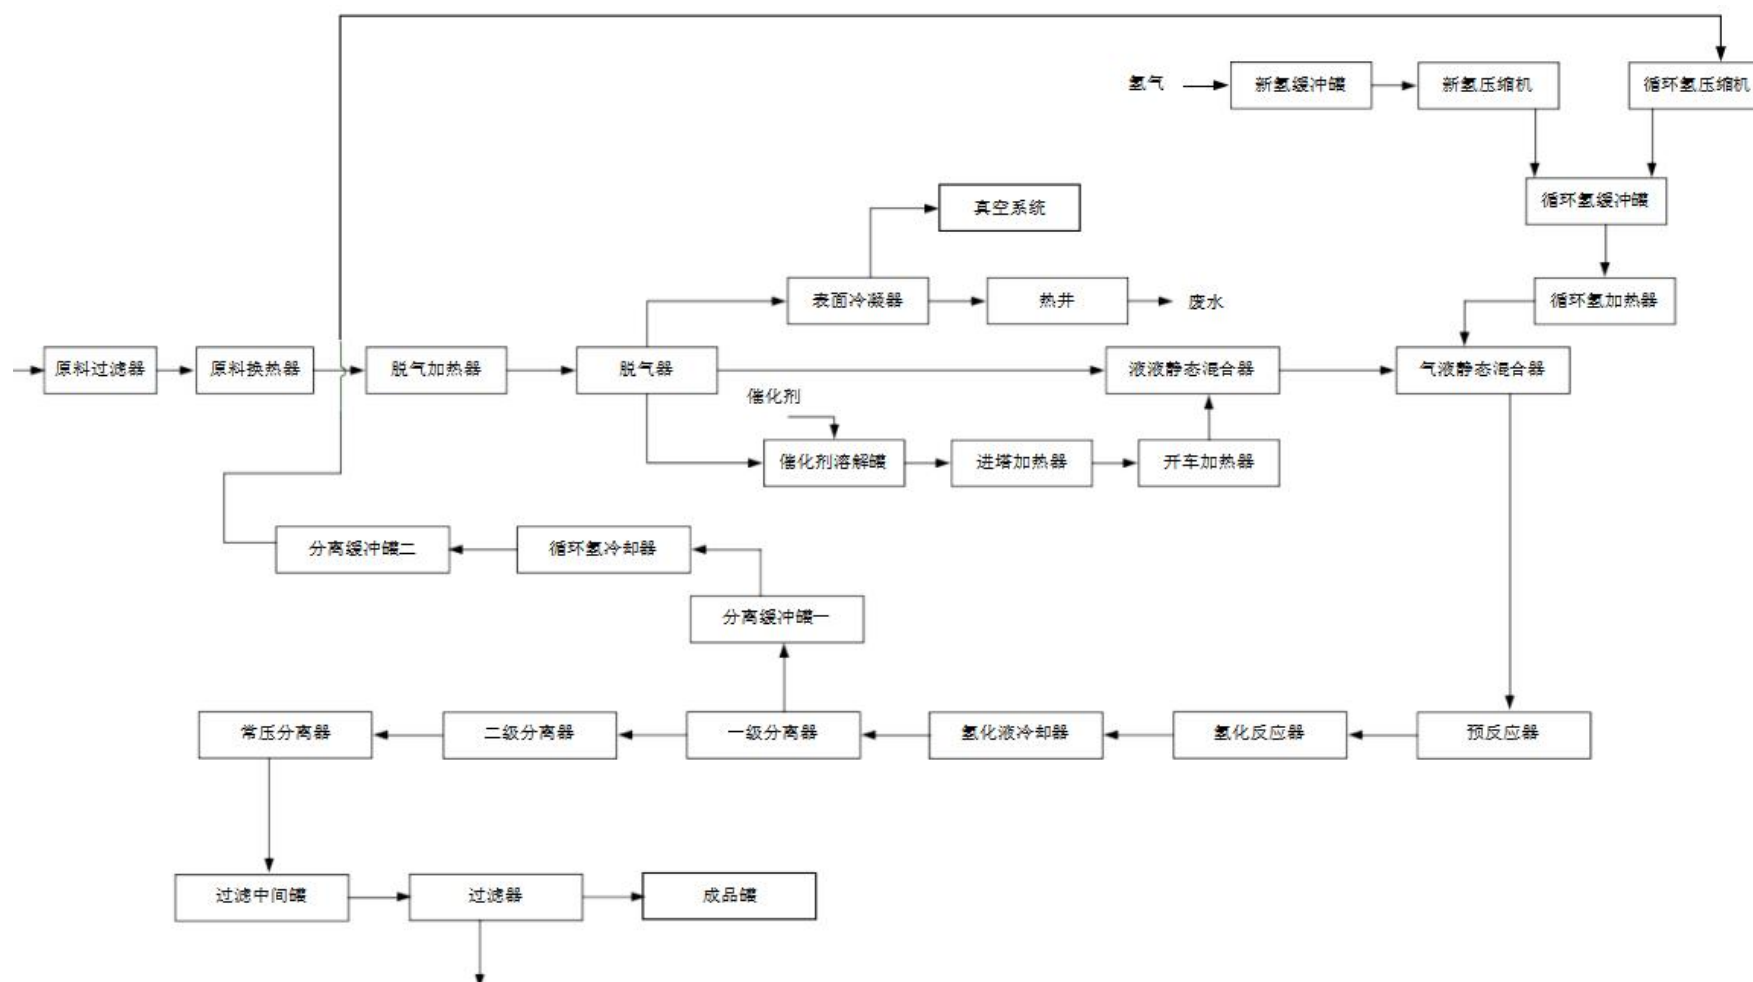 氢气
新氢缓冲罐
新氢压缩机
循环氢压缩机
循环氢缓冲罐
真空系统
表面冷凝器
热井
废水
循环氢加热器
原料过滤器
原料换热器
脱气加热器
脱气器
液液静态混合器
气液静态混合器
催化剂
催化剂溶解罐
进塔加热器
开车加热器
分离缓冲罐二
循环氢冷却器
分离缓冲罐一
常压分离器
二级分离器
一级分离器
氢化液冷却器
氢化反应器
预反应器
过滤中间罐
过滤器
成品罐